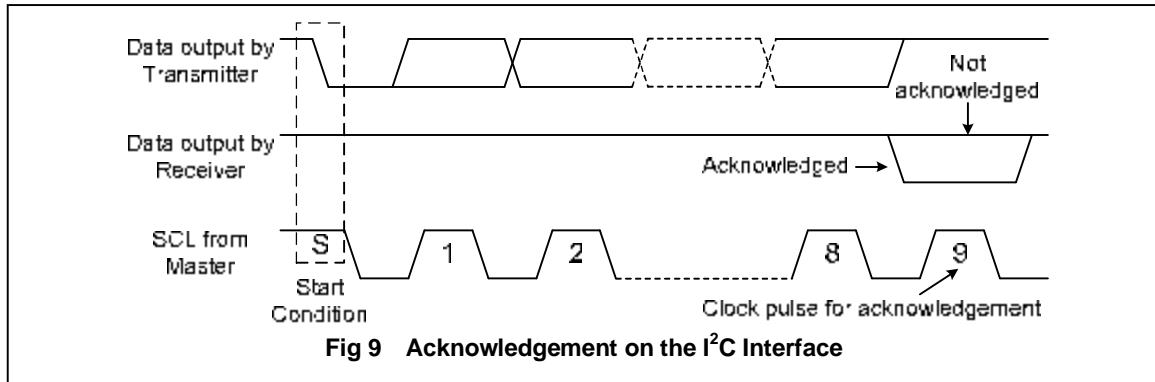 Data output by
Transmitter
Not
acknowledged
Data output by
Receiver
Acknowledged
SCL from
Master
S
1
2
8
9
Start
Condition
Clock pulse for acknowledgement
Fig 9 Acknowledgement on the I²C Interface